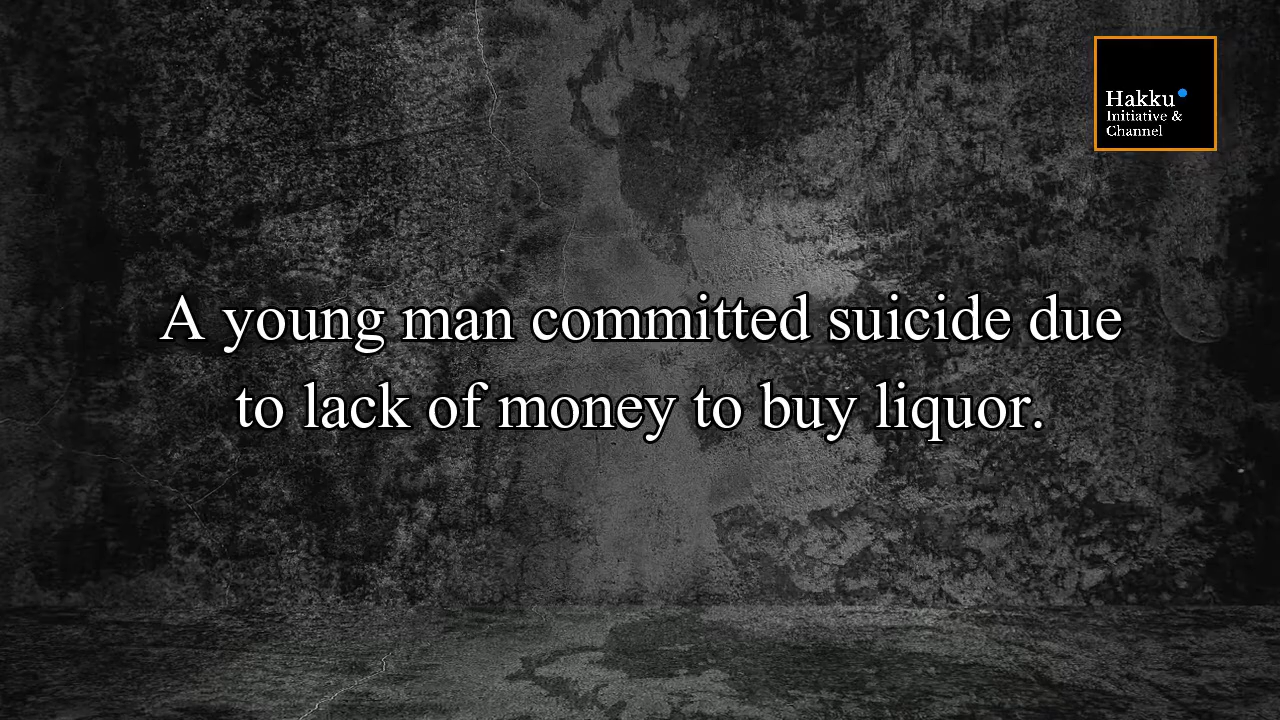 Hakku
Initiative &
Channel
A young man committed suicide due
to lack of money to buy liquor.